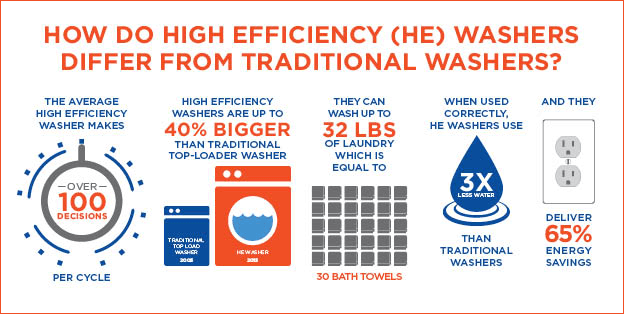 HOW DO HIGH EFFICIENCY (HE) WASHERS
DIFFER FROM TRADITIONAL WASHERS?
THE AVERAGE
HIGH EFFICIENCY
WASHER MAKES
OVER
100
DECISIONS
PER CYCLE
HIGH EFFICIENCY
WASHERS ARE UP TO
40% BIGGER
THAN TRADITIONAL
TOP-LOADER WASHER
TRADITIONAL
TOP LOAD
WASHER
HE WASHER
THEY CAN
WASH UP TO
32 LBS
OF LAUNDRY
WHICH IS
EQUAL TO
30 BATH TOWELS
WHEN USED
CORRECTLY,
HE WASHERS USE
3X
LESS WATER
THAN
TRADITIONAL
WASHERS
AND THEY
DELIVER
65%
ENERGY
SAVINGS